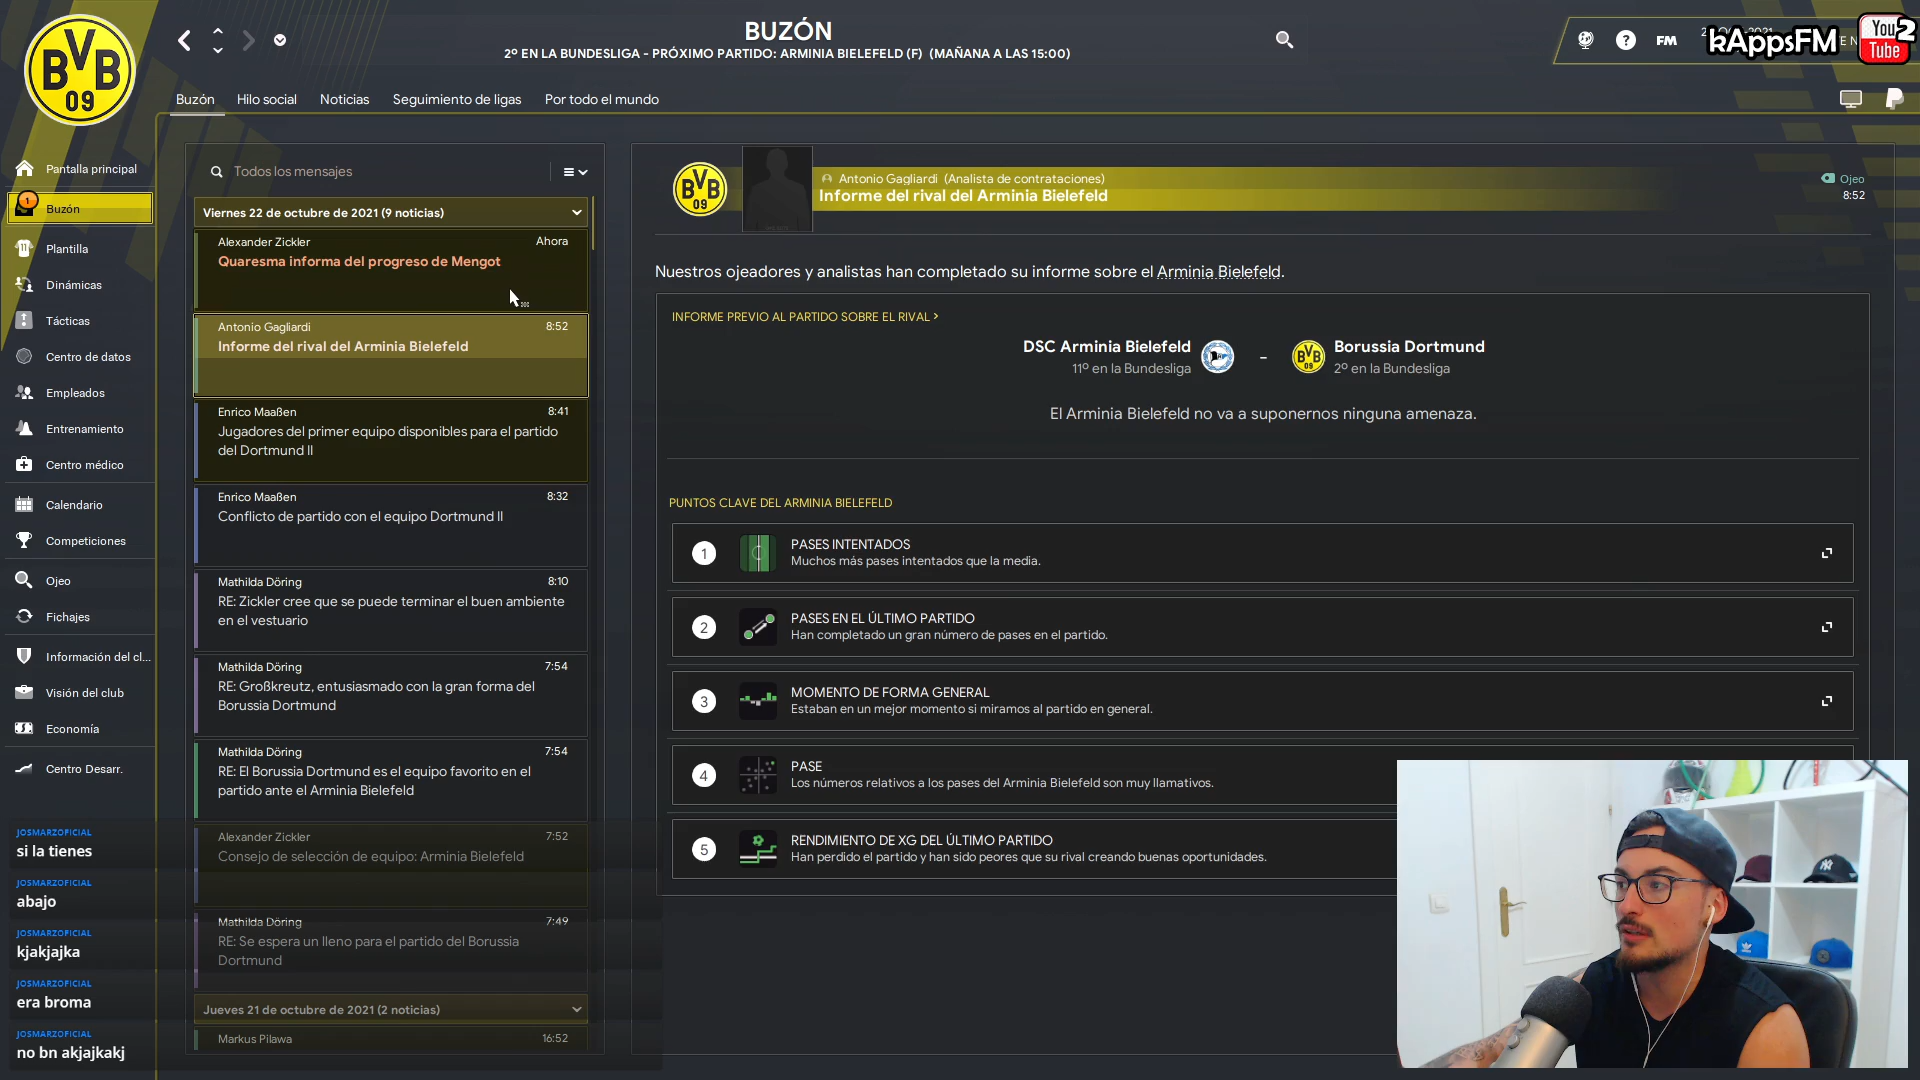 BVB
09
BUZÓN
2º EN LA BUNDESLIGA - PRÓXIMO PARTIDO: ARMINIA BIELEFELD (F) (MAÑANA A LAS 15:00)
FM
kAppsFM
You2
Tube
Buzón
Hilo social
Noticias
Seguimiento de ligas
Por todo el mundo
Pantalla principal
1
Buzón
Plantilla
Dinámicas
Tácticas
Centro de datos
Empleados
Entrenamiento
Centro médico
Calendario
Competiciones
Ojeo
Fichajes
Información del cl...
Visión del club
Economía
Centro Desarr.
JOSMARZOFICIAL
si la tienes
JOSMARZOFICIAL
abajo
JOSMARZOFICIAL
kjakjajka
JOSMARZOFICIAL
era broma
JOSMARZOFICIAL
no bn akjajkakj
Todos los mensajes
Viernes 22 de octubre de 2021 (9 noticias)
Alexander Zickler Ahora
Quaresma informa del progreso de Mengot
Antonio Gagliardi 8:52
Informe del rival del Arminia Bielefeld
Enrico Maaßen 8:41
Jugadores del primer equipo disponibles para el partido
del Dortmund II
Enrico Maaßen 8:32
Conflicto de partido con el equipo Dortmund II
Mathilda Döring 8:10
RE: Zickler cree que se puede terminar el buen ambiente
en el vestuario
Mathilda Döring 7:54
RE: Großkreutz, entusiasmado con la gran forma del
Borussia Dortmund
Mathilda Döring 7:54
RE: El Borussia Dortmund es el equipo favorito en el
partido ante el Arminia Bielefeld
Alexander Zickler 7:52
Consejo de selección de equipo: Arminia Bielefeld
Mathilda Döring 7:49
RE: Se espera un lleno para el partido del Borussia
Dortmund
Jueves 21 de octubre de 2021 (2 noticias)
Markus Pilawa 16:52
BVB
09
Antonio Gagliardi (Analista de contrataciones)
Informe del rival del Arminia Bielefeld
Ojeo
8:52
Nuestros ojeadores y analistas han completado su informe sobre el Arminia Bielefeld.
INFORME PREVIO AL PARTIDO SOBRE EL RIVAL >
DSC Arminia Bielefeld - Borussia Dortmund
11º en la Bundesliga 2º en la Bundesliga
El Arminia Bielefeld no va a suponernos ninguna amenaza.
PUNTOS CLAVE DEL ARMINIA BIELEFELD
1 PASES INTENTADOS
Muchos más pases intentados que la media.
2 PASES EN EL ÚLTIMO PARTIDO
Han completado un gran número de pases en el partido.
3 MOMENTO DE FORMA GENERAL
Estaban en un mejor momento si miramos al partido en general.
4 PASE
Los números relativos a los pases del Arminia Bielefeld son muy llamativos.
5 RENDIMIENTO DE XG DEL ÚLTIMO PARTIDO
Han perdido el partido y han sido peores que su rival creando buenas oportunidades.